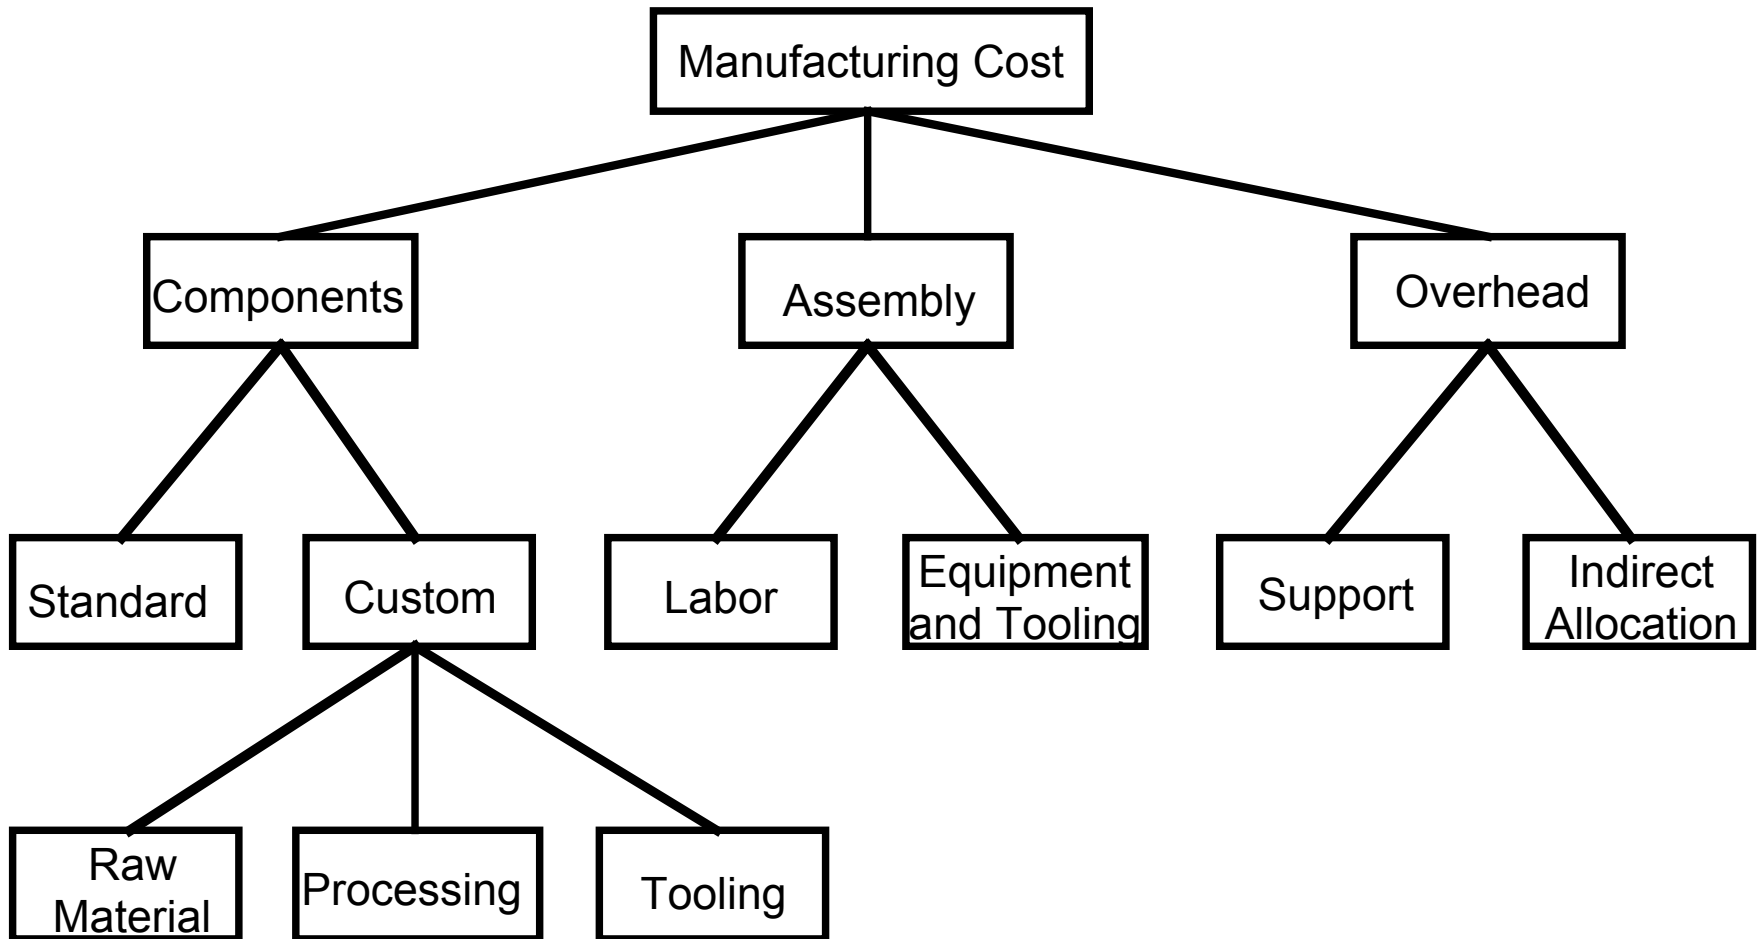 Manufacturing Cost
Components
Assembly
Overhead
Standard
Custom
Labor
Equipment
and Tooling
Support
Indirect
Allocation
Raw
Material
Processing
Tooling